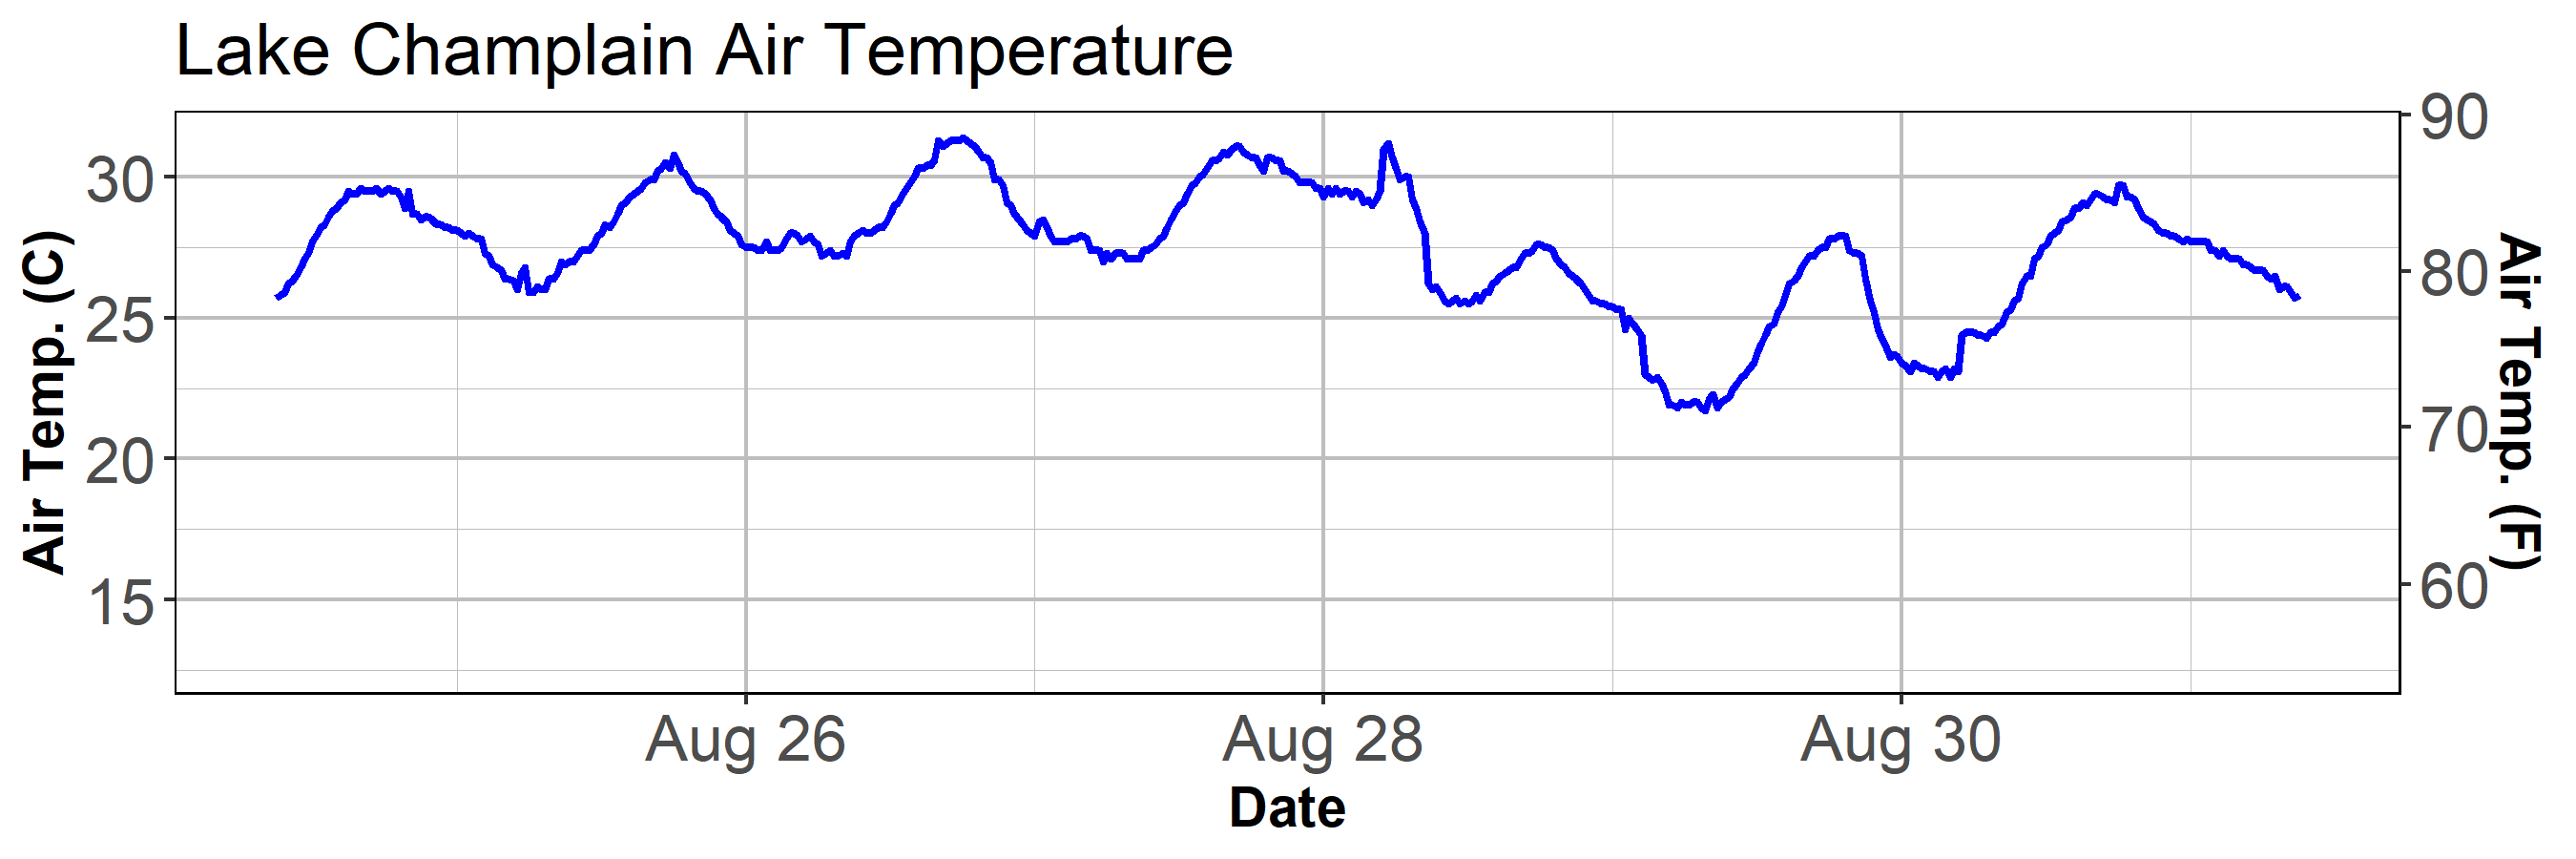 Lake Champlain Air Temperature
Air Temp. (C)
30
25
20
15
90
80
70
60
Air Temp. (F)
Aug 26
Aug 28
Aug 30
Date